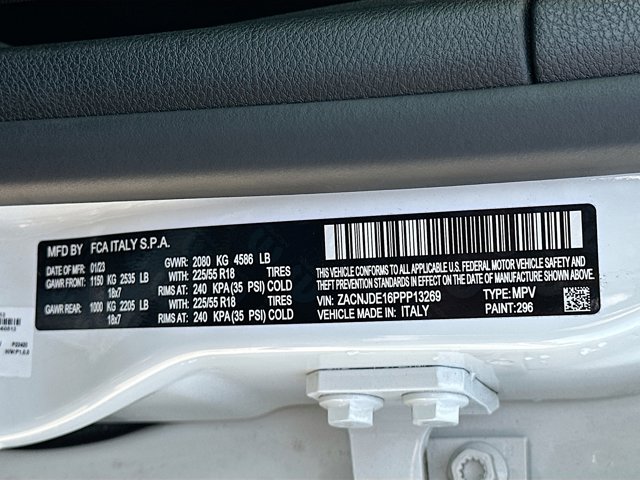 MFD BY FCA ITALY S.P.A.
GVWR: 2080 KG 4586 LB
DATE OF MFR: 01/23 WITH: 225/55 R18 TIRES
GAWR FRONT: 1150 KG 2535 LB RIMS AT: 240 KPA(35 PSI) COLD
18x7 WITH: 225/55 R18 TIRES
GAWR REAR: 1000 KG 2205 LB RIMS AT: 240 KPA(35 PSI) COLD
18x7
THIS VEHICLE CONFORMS TO ALL APPLICABLE U.S. FEDERAL MOTOR VEHICLE SAFETY, BUMPER AND
THEFT PREVENTION STANDARDS IN EFFECT ON THE DATE OF MANUFACTURE SHOWN ABOVE.
VIN: ZACNJDE16PPP13269 TYPE: MPV
VEHICLE MADE IN: ITALY PAINT: 296